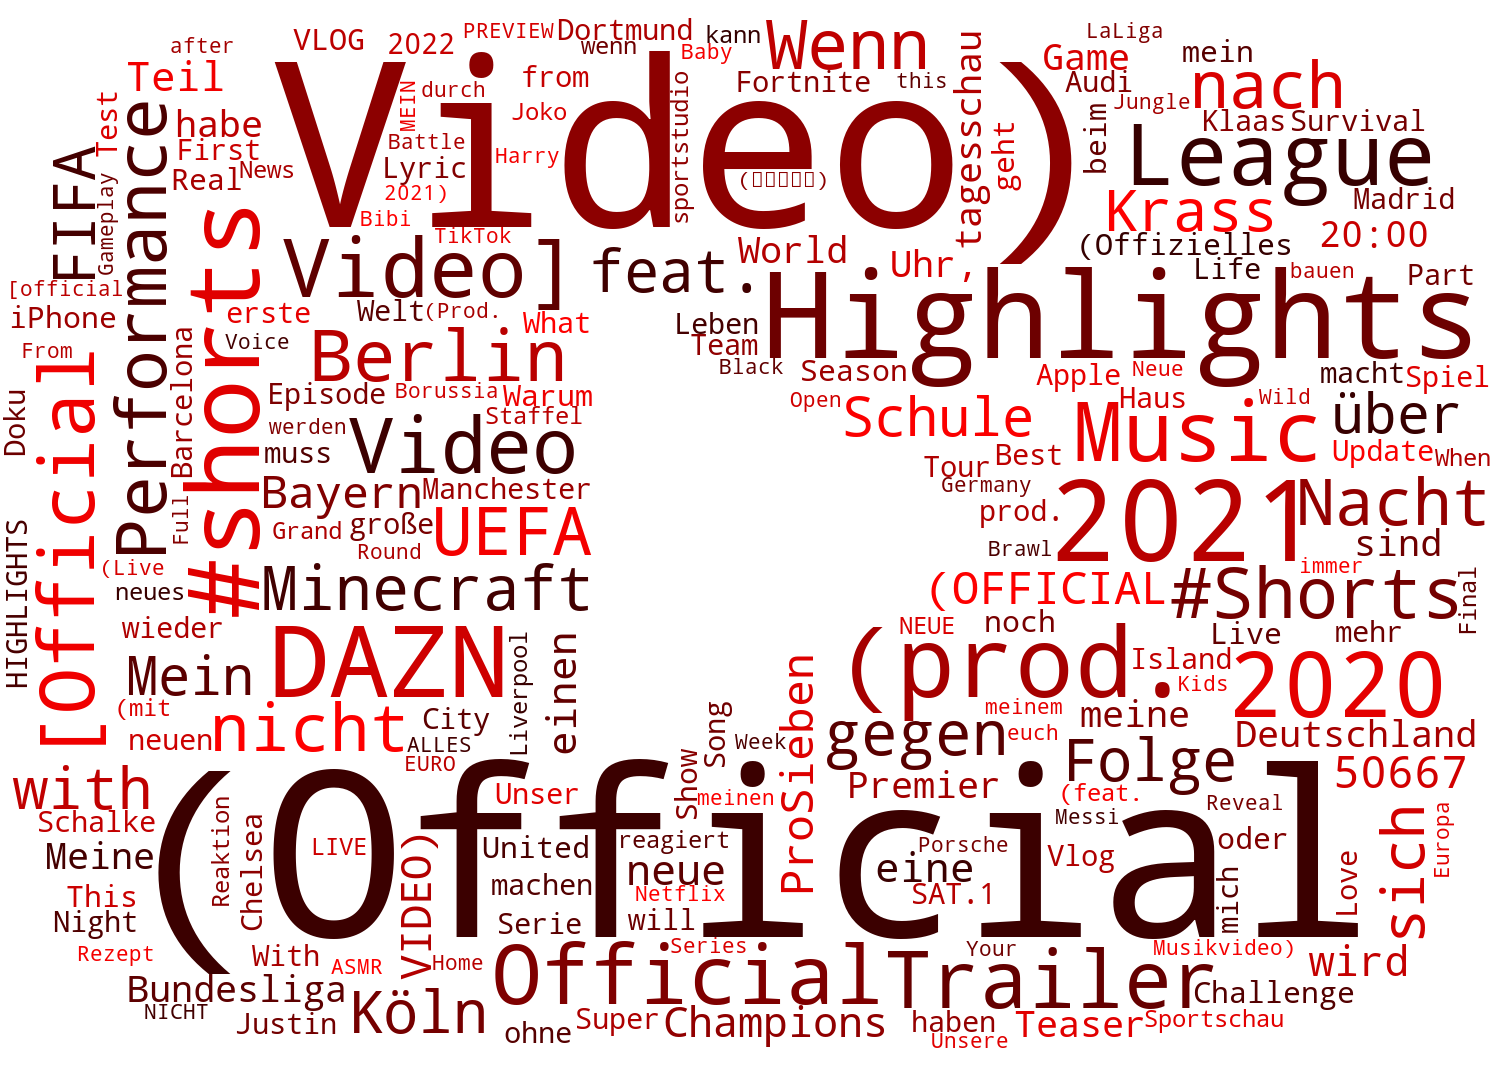 after
VLOG
2022
PREVIEW
Dortmund
wenn
kann
Baby
Wenn
LaLiga
Game
mein
Teil
from
Fortnite
this
Audi
nach
durch
MEIN
Joko
sportstudio
tagesschau
Jungle
Test
habe
Battle
Video)
Klaas
Survival
First
Lyric
Harry
geht
beim
League
FIFA
Performance
Real
News
2021)
Madrid
Gameplay
Bibi
Krass
TikTok
20:00
#shorts
Video]
feat.
World
Uhr,
(Offizielles
Life
bauen
Part
[official
iPhone
erste
Welt
(Prod.
What
Leben
Highlights
From
Voice
Berlin
Team
Black
Season
Apple
Neue
macht
Spiel
Doku
[Official
Barcelona
Episode
Borussia
Warum
Open
Haus
Wild
werden
Staffel
Schule
Music
über
muss
Video
Tour
Best
Update
When
Full
Bayern
Manchester
Germany
2021
Nacht
HIGHLIGHTS
Grand
große
UEFA
prod.
sind
Round
Brawl
(Live
immer
neues
Minecraft
(OFFICIAL
#Shorts
Final
wieder
NEUE
noch
Live
mehr
Mein
DAZN
Liverpool
einen
(prod.
Island
2020
Kids
(mit
nicht
City
Song
meinem
meine
neuen
ALLES
Week
gegen
euch
Deutschland
EURO
with
(Official
Unser
Show
meinen
ProSieben
Premier
Folge
(feat.
50667
Schalke
Reaktion
Chelsea
LIVE
VIDEO)
United
reagiert
Messi
Reveal
Europa
Meine
neue
eine
Porsche
Vlog
oder
sich
This
machen
Netflix
SAT.1
mich
Love
Night
Serie
will
Rezept
With
ASMR
Home
Series
Your
Musikvideo)
wird
Bundesliga
Official
Trailer
Challenge
NICHT
Justin
Köln
ohne
Super
Champions
haben
Teaser
Sportschau
Unsere